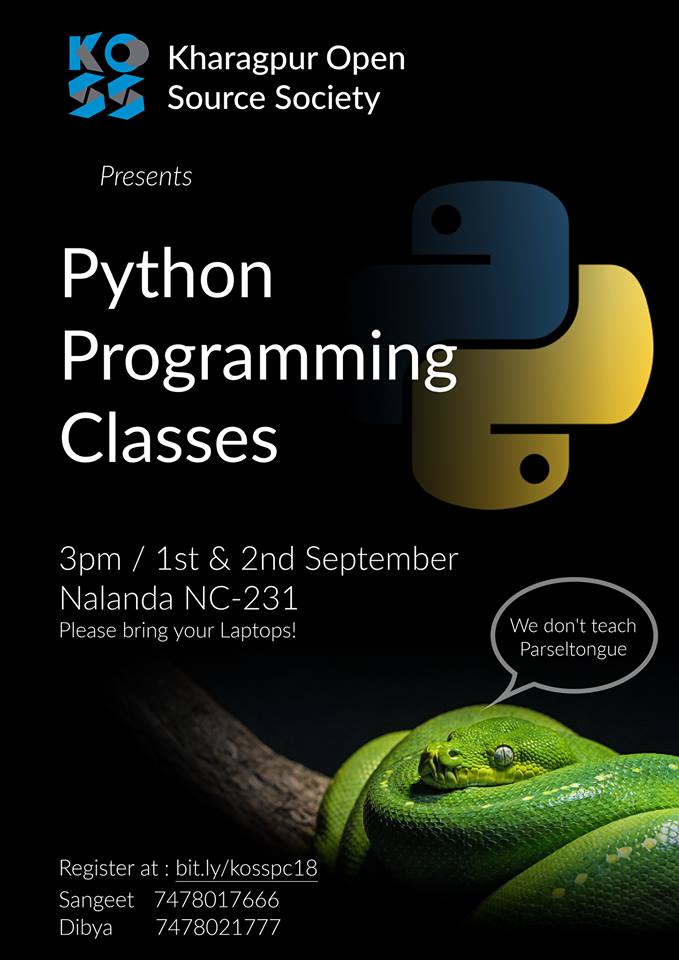 KO
SS
Kharagpur Open
Source Society
Presents
Python
Programming
Classes
3pm / 1st & 2nd September
Nalanda NC-231
Please bring your Laptops!
We don't teach
Parseltongue
Register at : bit.ly/kosspc18
Sangeet 7478017666
Dibya 7478021777